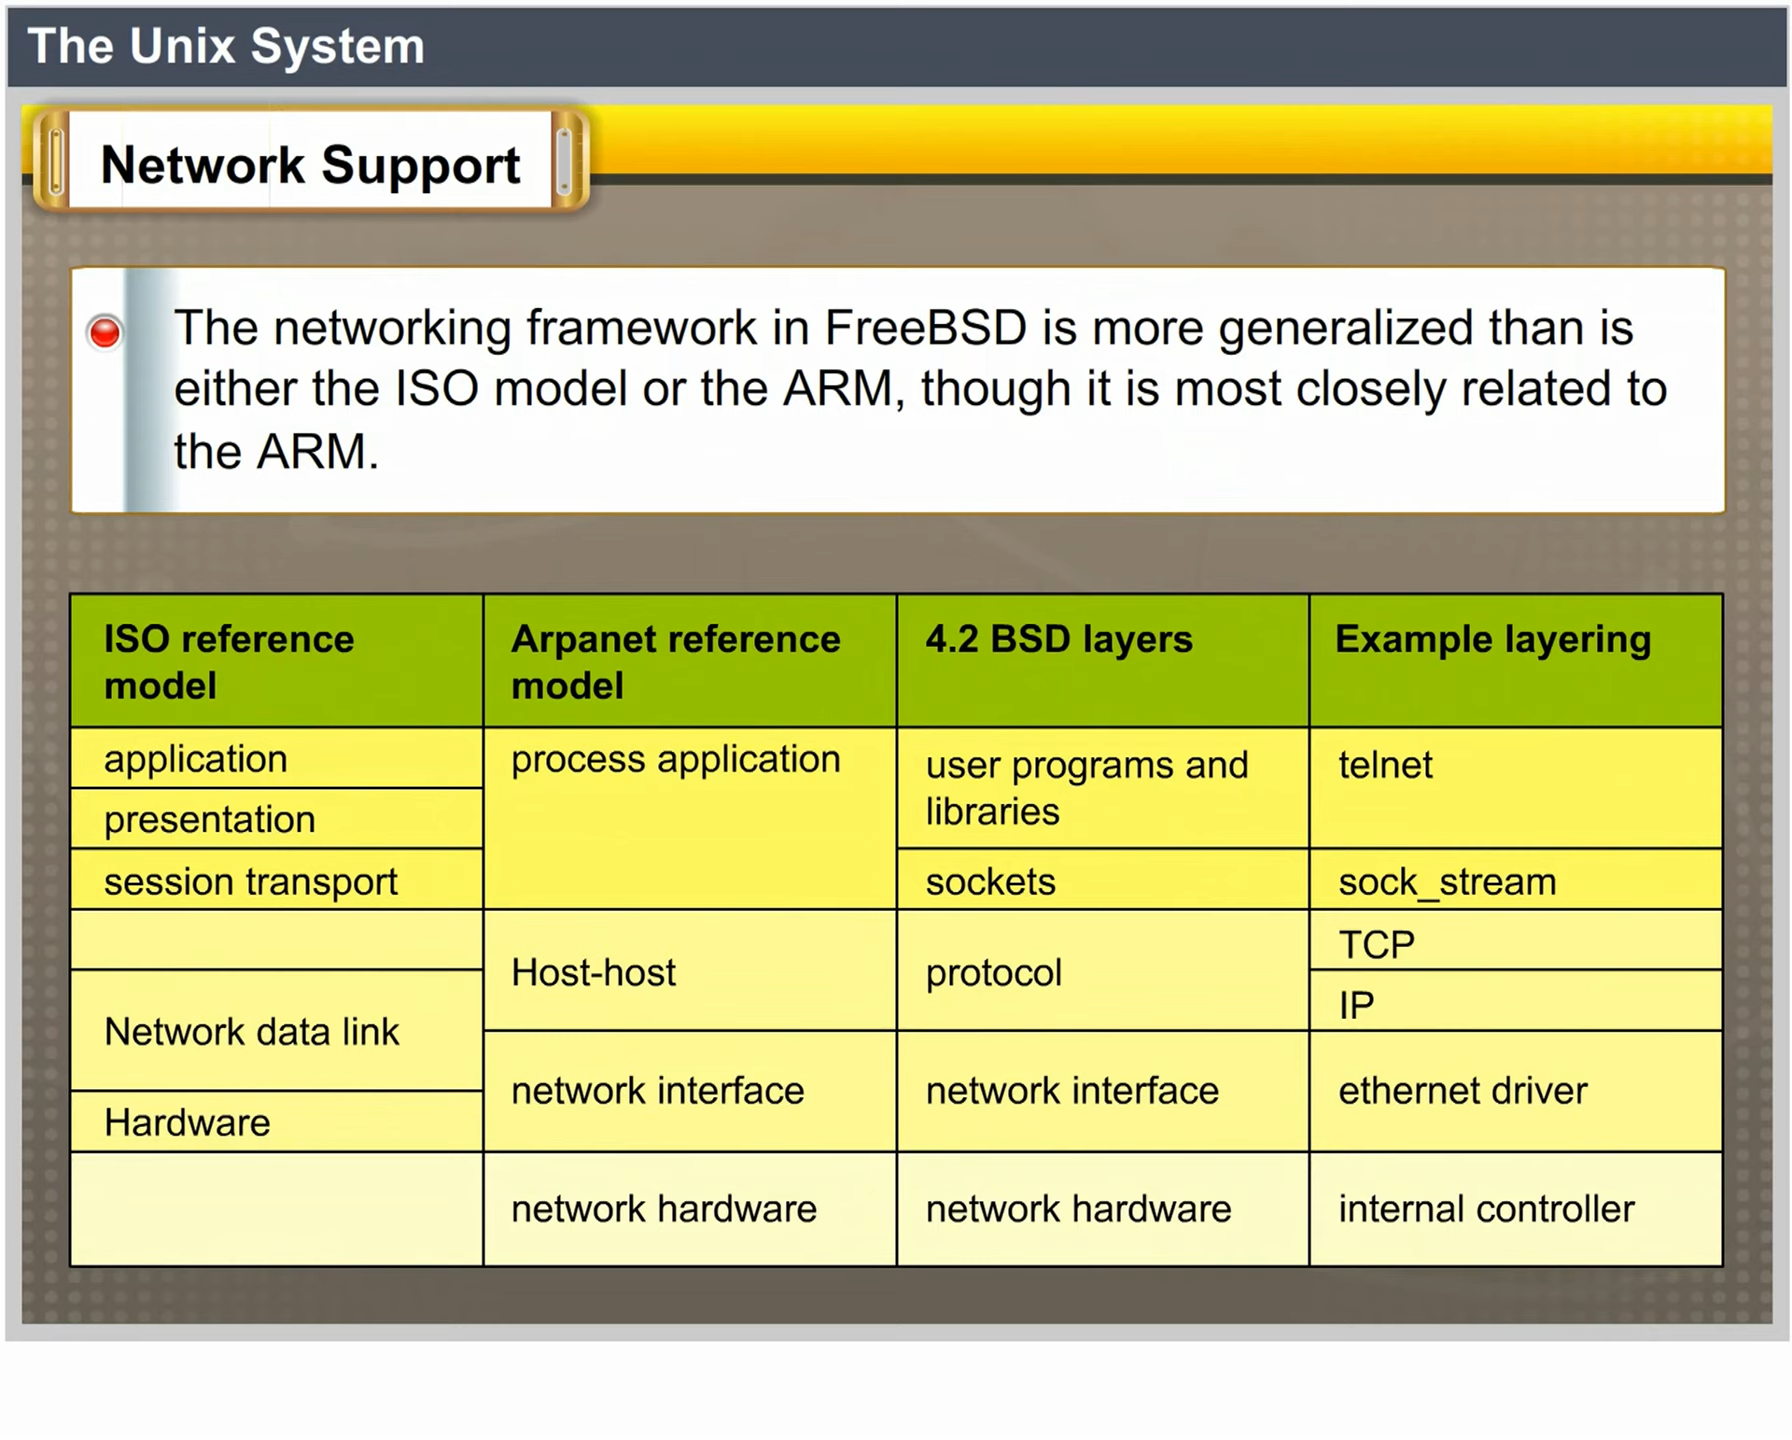 The Unix System
Network Support
The networking framework in FreeBSD is more generalized than is
either the ISO model or the ARM, though it is most closely related to
the ARM.
ISO reference
model
Arpanet reference
model
4.2 BSD layers
Example layering
application
process application
user programs and
libraries
telnet
presentation
session transport
sockets
sock_stream
Host-host
protocol
TCP
IP
Network data link
network interface
network interface
ethernet driver
Hardware
network hardware
network hardware
internal controller